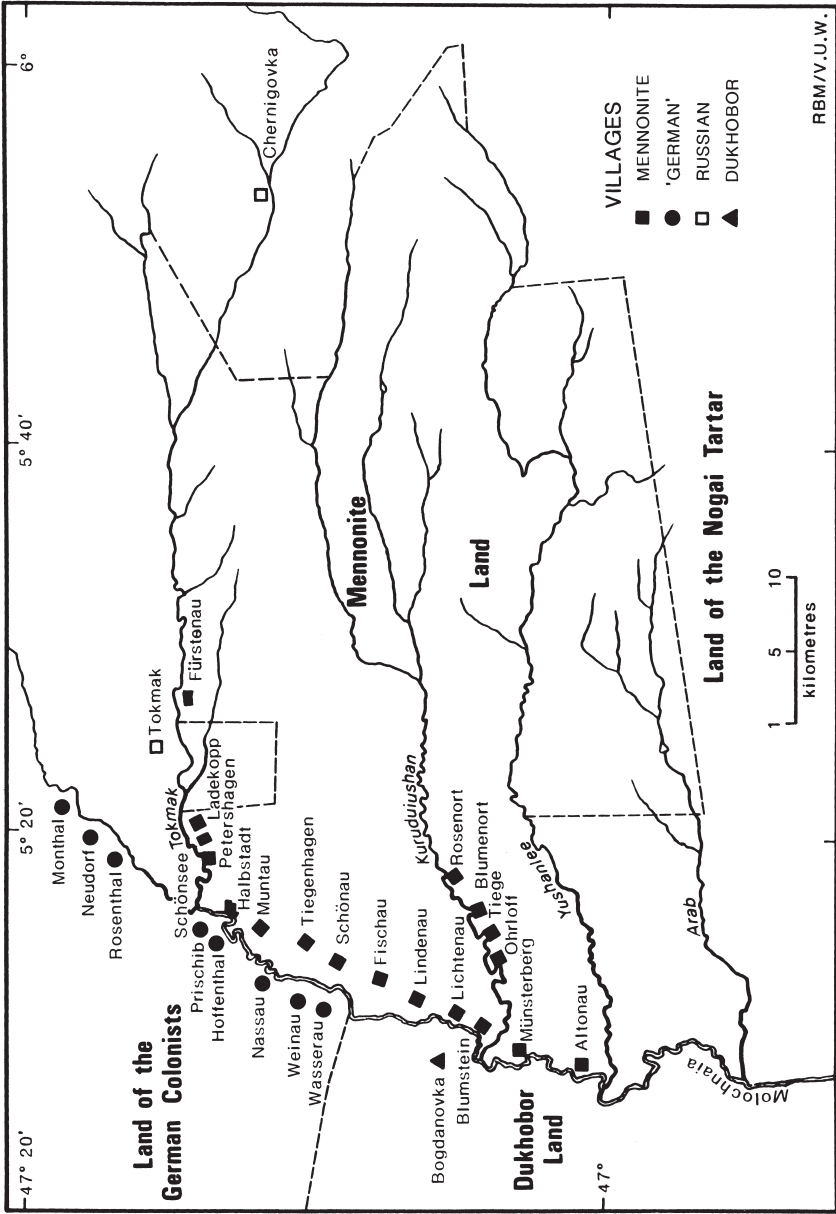 47° 20'
5° 20'
5° 40'
6°
Monthal
Neudorf
Rosenthal
Tokmak
Chernigovka
Fürstenau
Schönsee
Tokmak
Ladekopp
Petershagen
Halbstadt
Muntau
Prischib
Hoffenthal
Nassau
Weinau
Wasserau
Land of the
German Colonists
Tiegenhagen
Schönau
Fischau
Lindenau
Lichtenau
Blumstein
Bogdanovka
Münsterberg
Altonau
Dukhobor
Land
Mennonite
Land
Kuruduiushan
Rosenort
Blumenort
Tiege
Ohrloff
Yushanlee
Arab
Molochnaia
47°
Land of the Nogai Tartar
1 5 10
kilometres
VILLAGES
MENNONITE
'GERMAN'
RUSSIAN
DUKHOBOR
RBM/V.U.W.